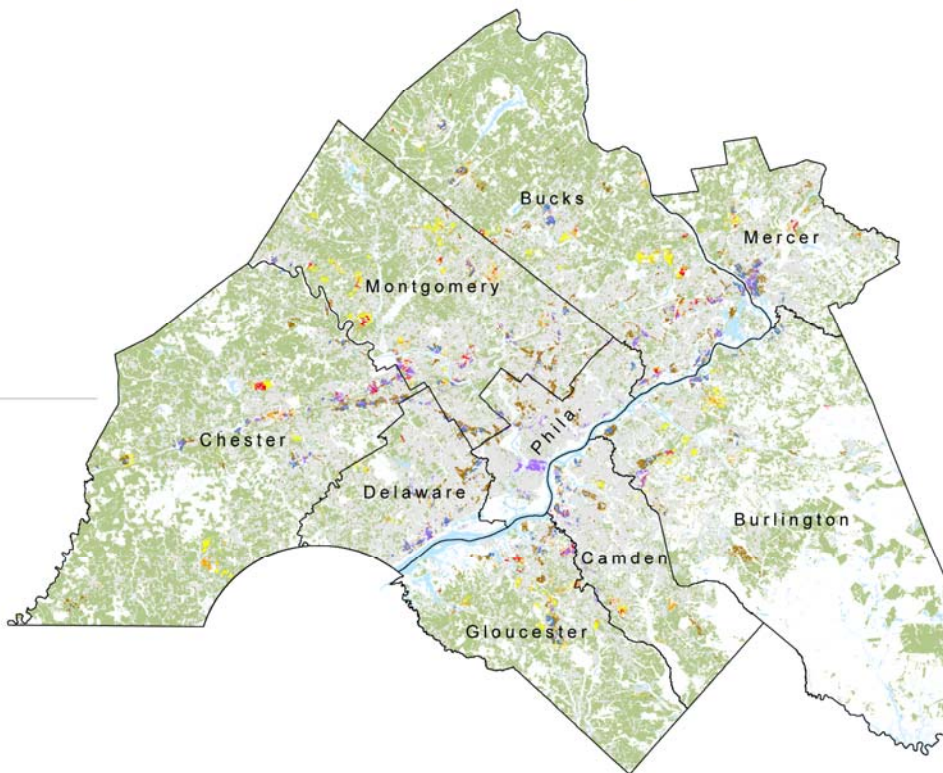 Bucks
Mercer
Montgomery
Chester
Phila.
Delaware
Burlington
Camden
Gloucester